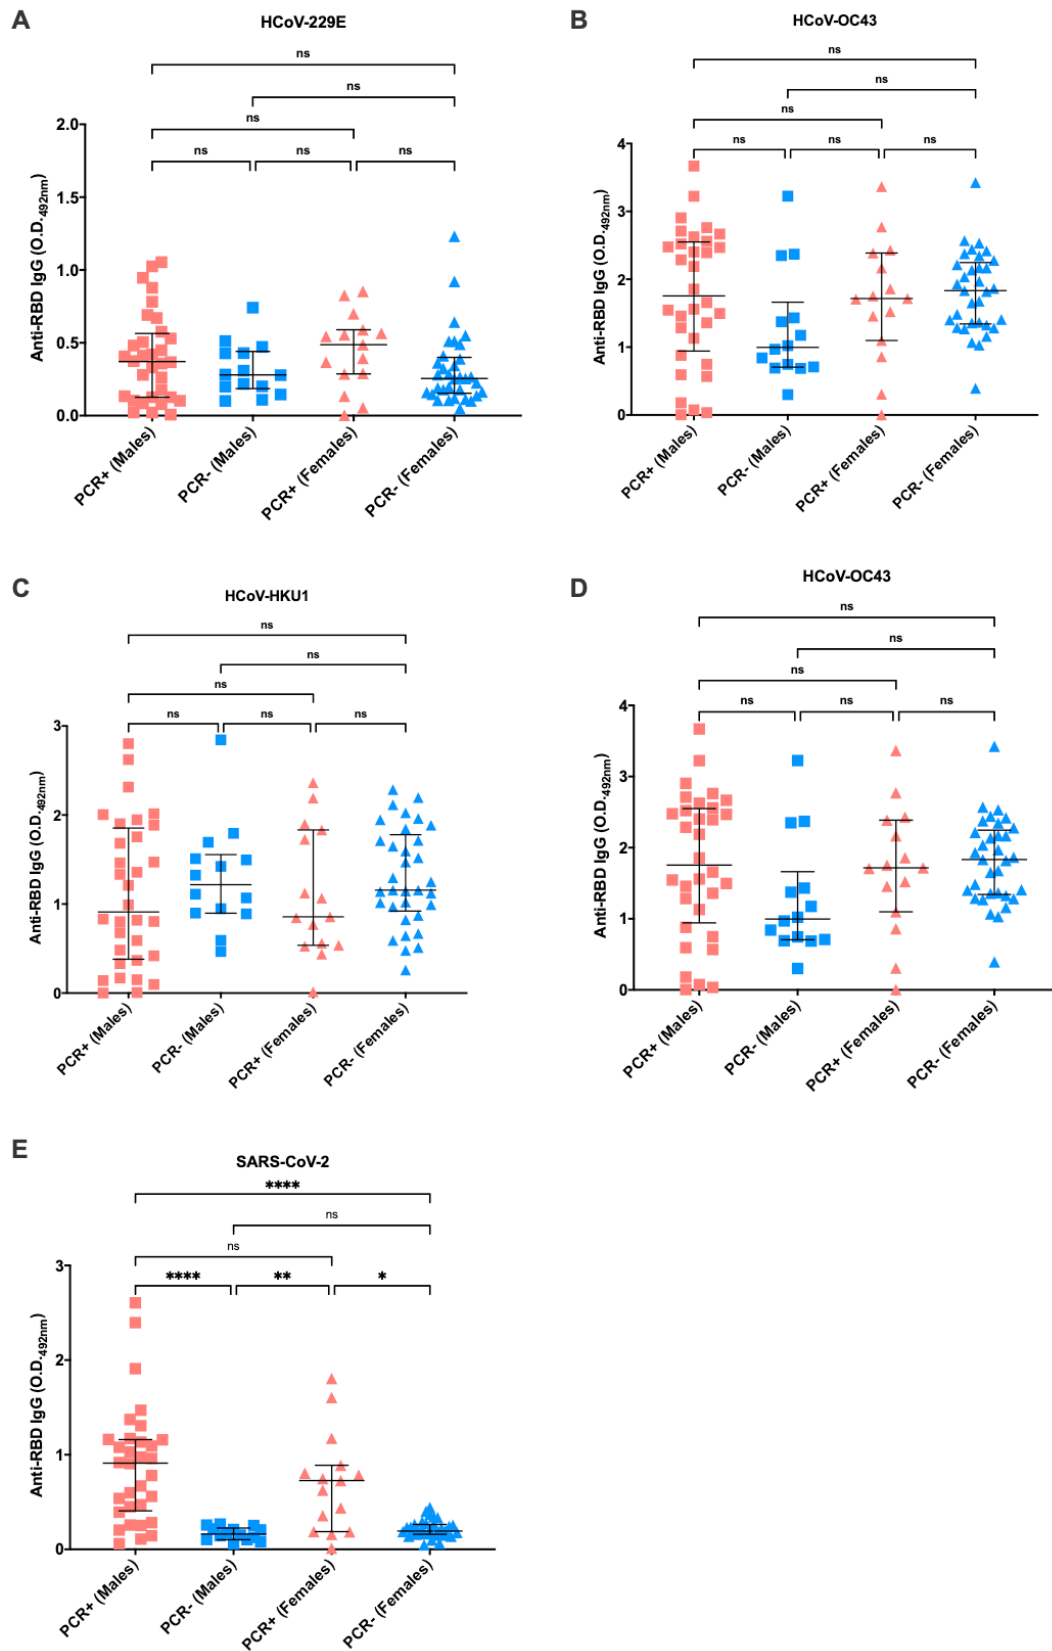 A
HCoV-229E
ns
ns
ns
ns
ns
ns
Anti-RBD IgG (O.D.492nm)
2.0
1.5
1.0
0.5
0.0
PCR+ (Males)
PCR- (Males)
PCR+ (Females)
PCR- (Females)
B
HCoV-OC43
ns
ns
ns
ns
ns
ns
Anti-RBD IgG (O.D.492nm)
4
3
2
1
0
PCR+ (Males)
PCR- (Males)
PCR+ (Females)
PCR- (Females)
C
HCoV-HKU1
ns
ns
ns
ns
ns
ns
Anti-RBD IgG (O.D.492nm)
3
2
1
0
PCR+ (Males)
PCR- (Males)
PCR+ (Females)
PCR- (Females)
D
HCoV-OC43
ns
ns
ns
ns
ns
ns
Anti-RBD IgG (O.D.492nm)
4
3
2
1
0
PCR+ (Males)
PCR- (Males)
PCR+ (Females)
PCR- (Females)
E
SARS-CoV-2
****
ns
ns
**** ** *
Anti-RBD IgG (O.D.492nm)
3
2
1
0
PCR+ (Males)
PCR- (Males)
PCR+ (Females)
PCR- (Females)